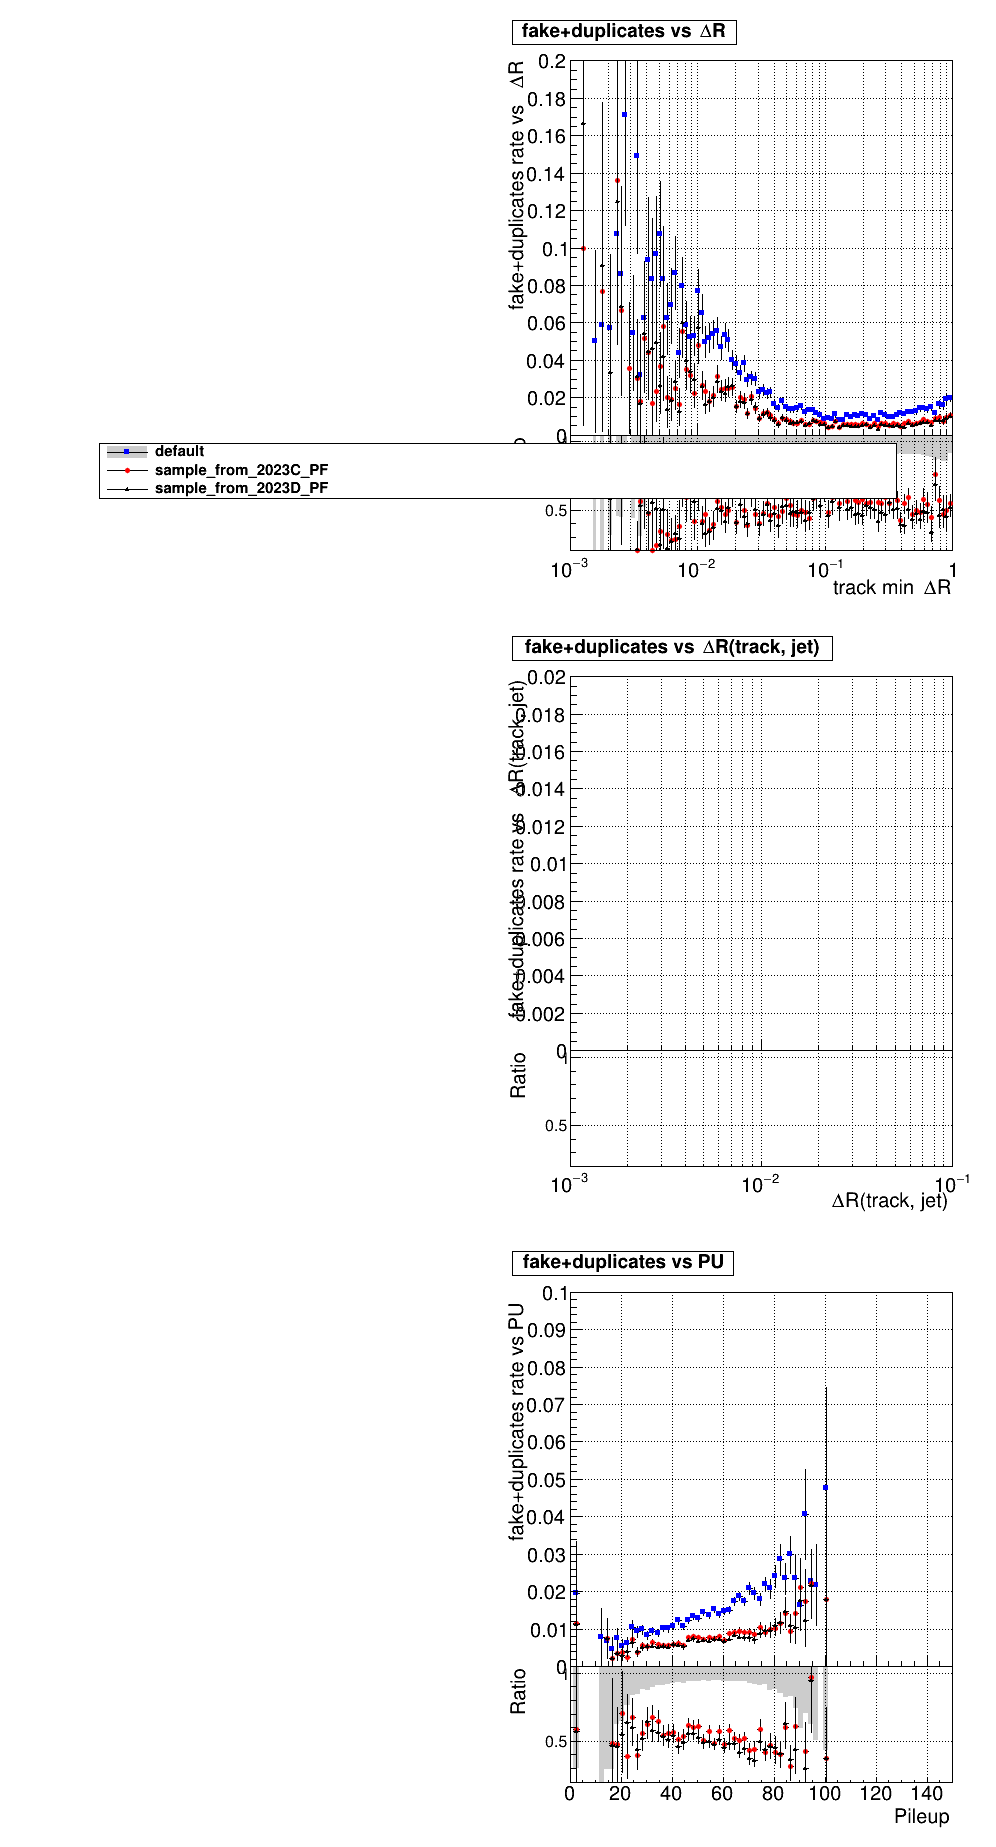 fake+duplicates vs ΔR
fake+duplicates rate vs ΔR
0.2
0.18
0.16
0.14
0.12
0.1
0.08
0.06
0.04
0.02
0
default
sample_from_2023C_PF
sample_from_2023D_PF
0.5
10⁻³ 10⁻² 10⁻¹ 1
track min ΔR
fake+duplicates vs ΔR(track, jet)
fake+duplicates rate vs ΔR(track, jet)
0.02
0.018
0.016
0.014
0.012
0.01
0.008
0.006
0.004
0.002
0
Ratio
1
0.5
10⁻³ 10⁻² 10⁻¹
ΔR(track, jet)
fake+duplicates vs PU
fake+duplicates rate vs PU
0.1
0.09
0.08
0.07
0.06
0.05
0.04
0.03
0.02
0.01
0
Ratio
1
0.5
0 20 40 60 80 100 120 140
Pileup